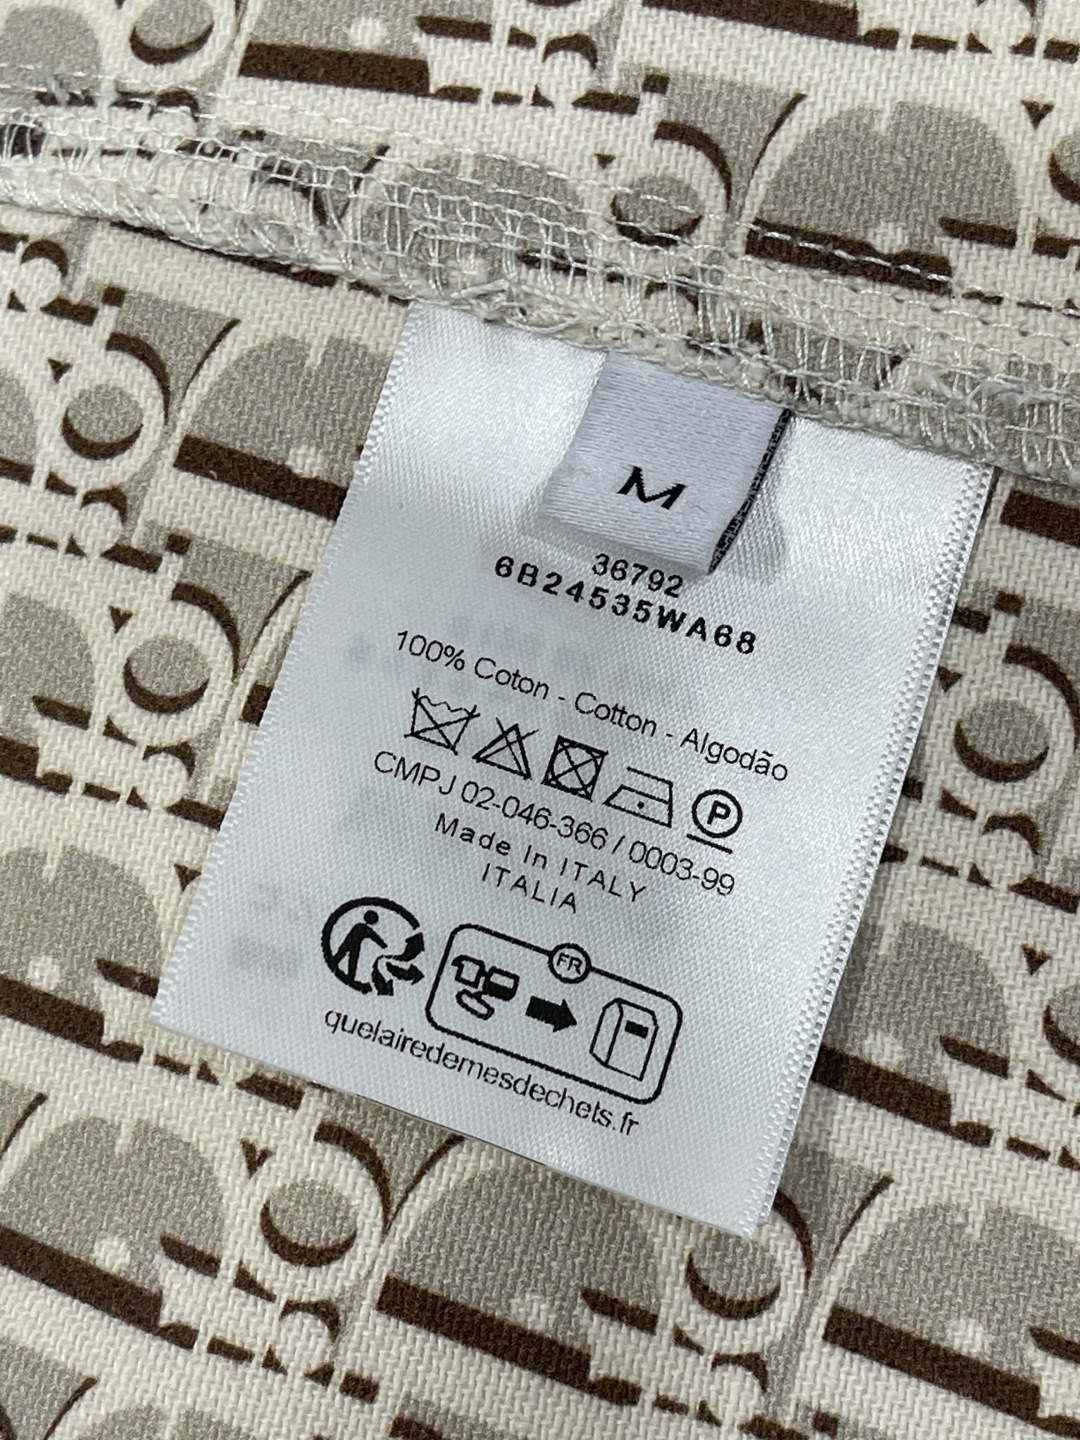 M
36792
6B24535WA68
100% Coton - Cotton - Algodão
P
CMPJ 02-046-366 / 0003-99
Made In ITALY
ITALIA
FR
quelairedemesdechets.fr